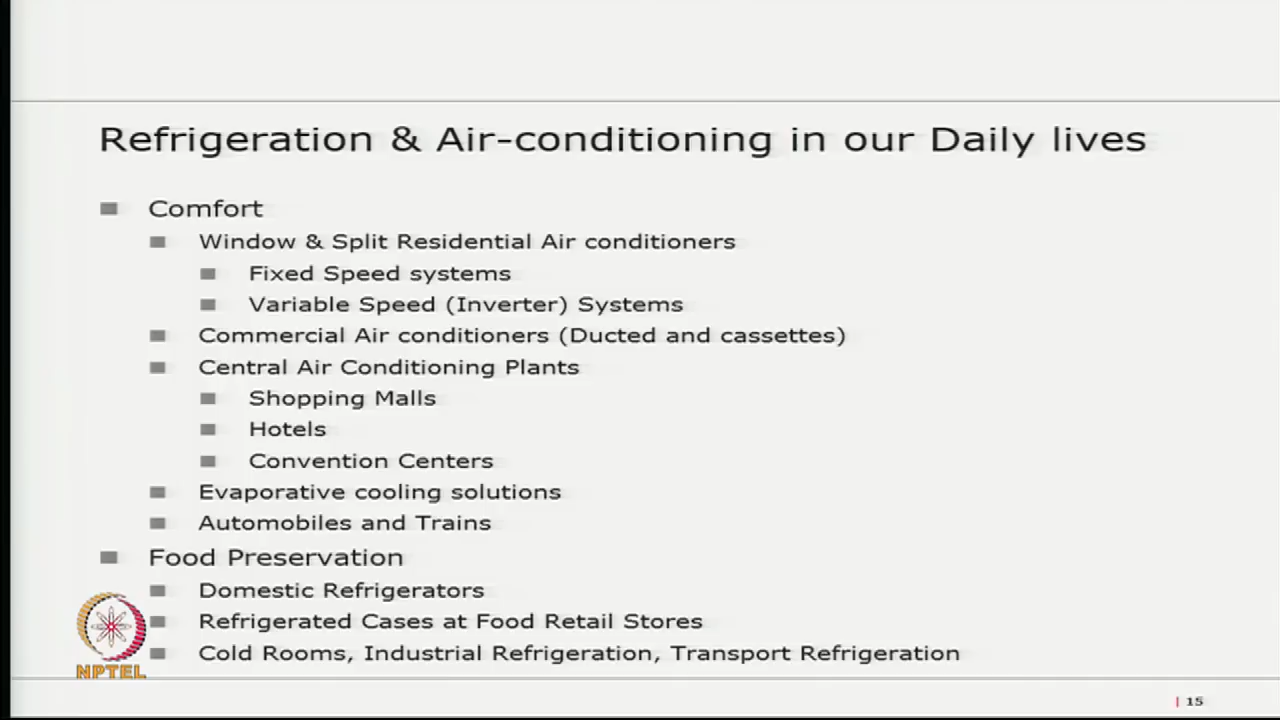 Refrigeration & Air-conditioning in our Daily lives
Comfort
Window & Split Residential Air conditioners
Fixed Speed systems
Variable Speed (Inverter) Systems
Commercial Air conditioners (Ducted and cassettes)
Central Air Conditioning Plants
Shopping Malls
Hotels
Convention Centers
Evaporative cooling solutions
Automobiles and Trains
Food Preservation
Domestic Refrigerators
Refrigerated Cases at Food Retail Stores
Cold Rooms, Industrial Refrigeration, Transport Refrigeration
NPTEL
| 15